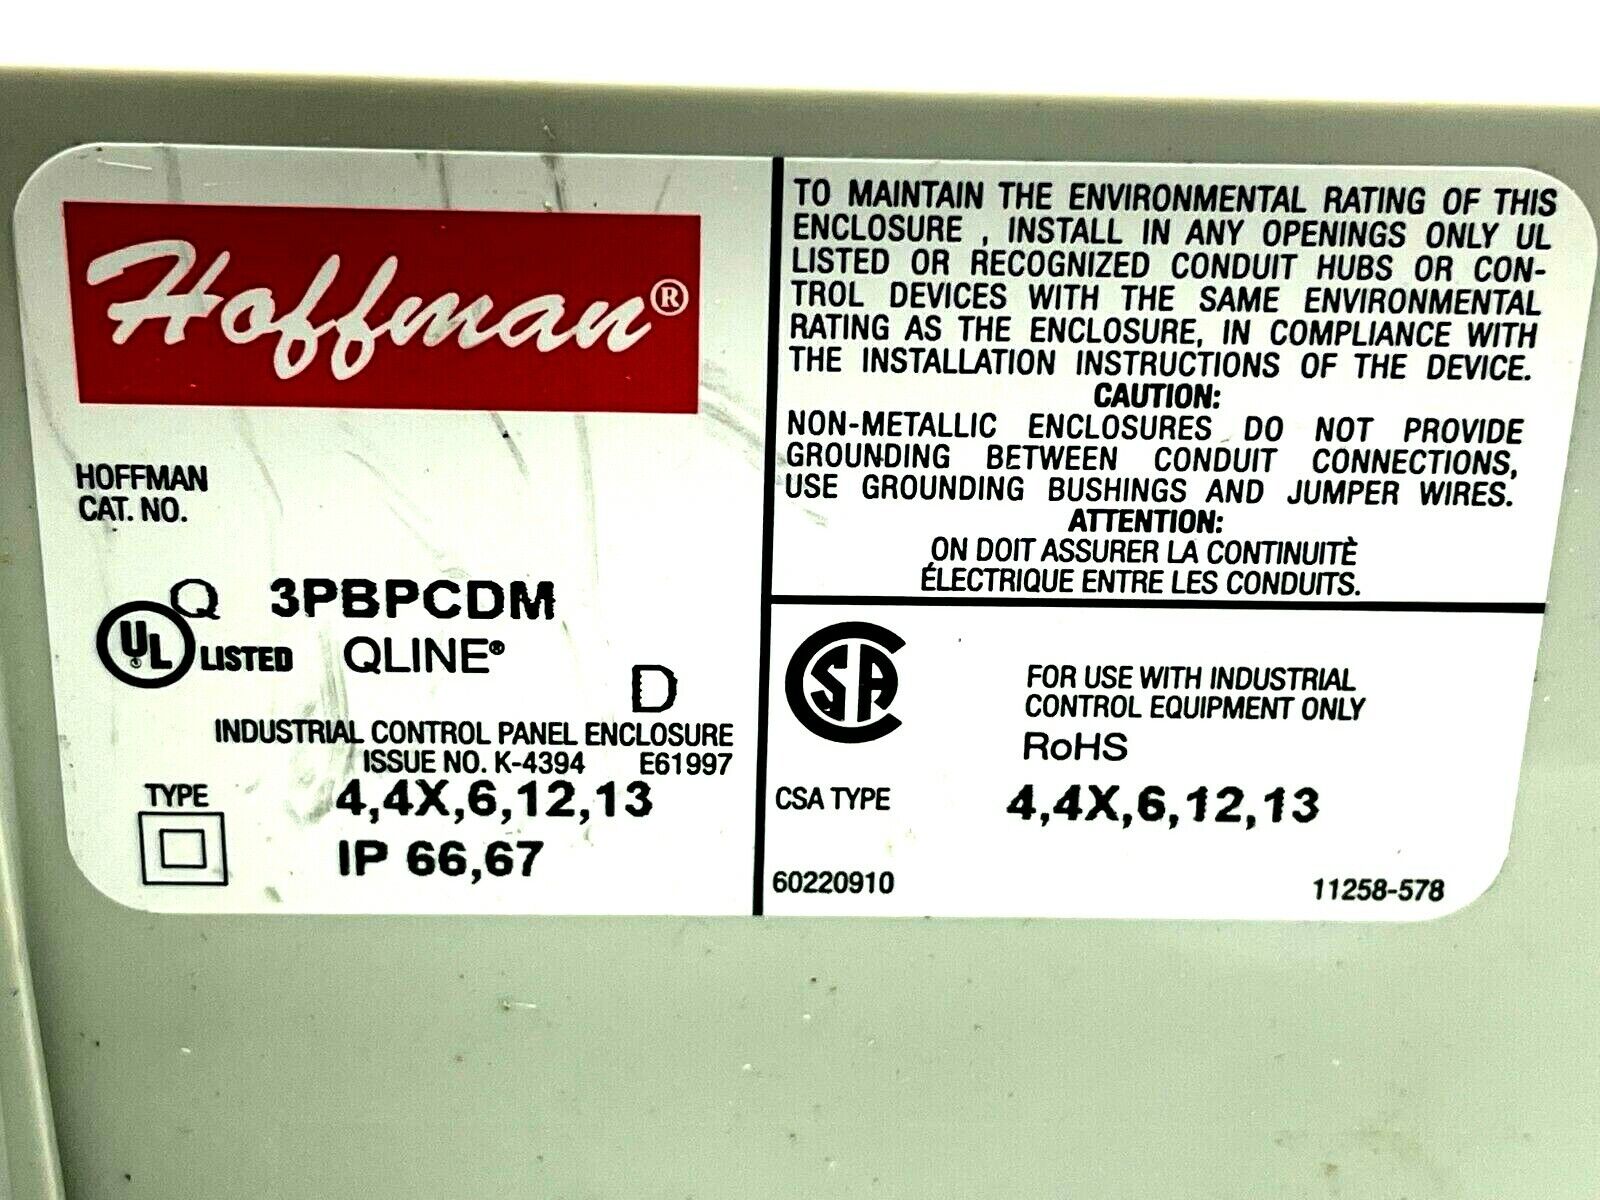 Hoffman®
HOFFMAN
CAT. NO.
Q 3PBPCDM
UL LISTED QLINE®
D
INDUSTRIAL CONTROL PANEL ENCLOSURE
ISSUE NO. K-4394 E61997
TYPE 4,4X,6,12,13
IP 66,67
TO MAINTAIN THE ENVIRONMENTAL RATING OF THIS
ENCLOSURE , INSTALL IN ANY OPENINGS ONLY UL
LISTED OR RECOGNIZED CONDUIT HUBS OR CON-
TROL DEVICES WITH THE SAME ENVIRONMENTAL
RATING AS THE ENCLOSURE, IN COMPLIANCE WITH
THE INSTALLATION INSTRUCTIONS OF THE DEVICE.
CAUTION:
NON-METALLIC ENCLOSURES DO NOT PROVIDE
GROUNDING BETWEEN CONDUIT CONNECTIONS,
USE GROUNDING BUSHINGS AND JUMPER WIRES.
ATTENTION:
ON DOIT ASSURER LA CONTINUITÈ
ÉLECTRIQUE ENTRE LES CONDUITS.
CSA
FOR USE WITH INDUSTRIAL
CONTROL EQUIPMENT ONLY
RoHS
CSA TYPE 4,4X,6,12,13
60220910 11258-578